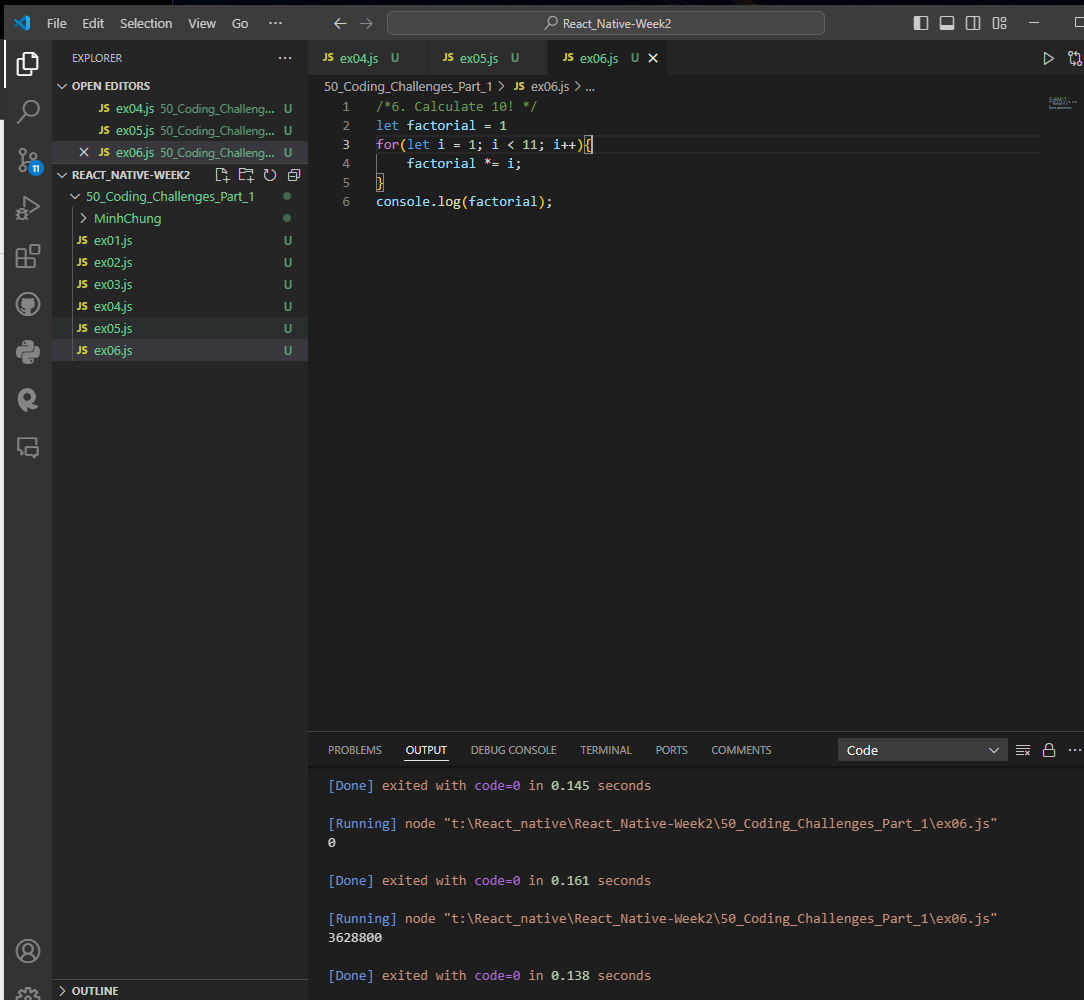 File Edit Selection View Go ··· React_Native-Week2
EXPLORER ···
OPEN EDITORS
JS ex04.js 50_Coding_Challeng... U
JS ex05.js 50_Coding_Challeng... U
JS ex06.js 50_Coding_Challeng... U
REACT_NATIVE-WEEK2
50_Coding_Challenges_Part_1
MinhChung
JS ex01.js U
JS ex02.js U
JS ex03.js U
JS ex04.js U
JS ex05.js U
JS ex06.js U
11
OUTLINE
JS ex04.js U JS ex05.js U JS ex06.js U
50_Coding_Challenges_Part_1 > JS ex06.js > ...
1 /*6. Calculate 10! */
2 let factorial = 1
3 for(let i = 1; i < 11; i++){
4 factorial *= i;
5 }
6 console.log(factorial);
PROBLEMS OUTPUT DEBUG CONSOLE TERMINAL PORTS COMMENTS Code ···
[Done] exited with code=0 in 0.145 seconds
[Running] node "t:\React_native\React_Native-Week2\50_Coding_Challenges_Part_1\ex06.js"
0
[Done] exited with code=0 in 0.161 seconds
[Running] node "t:\React_native\React_Native-Week2\50_Coding_Challenges_Part_1\ex06.js"
3628800
[Done] exited with code=0 in 0.138 seconds